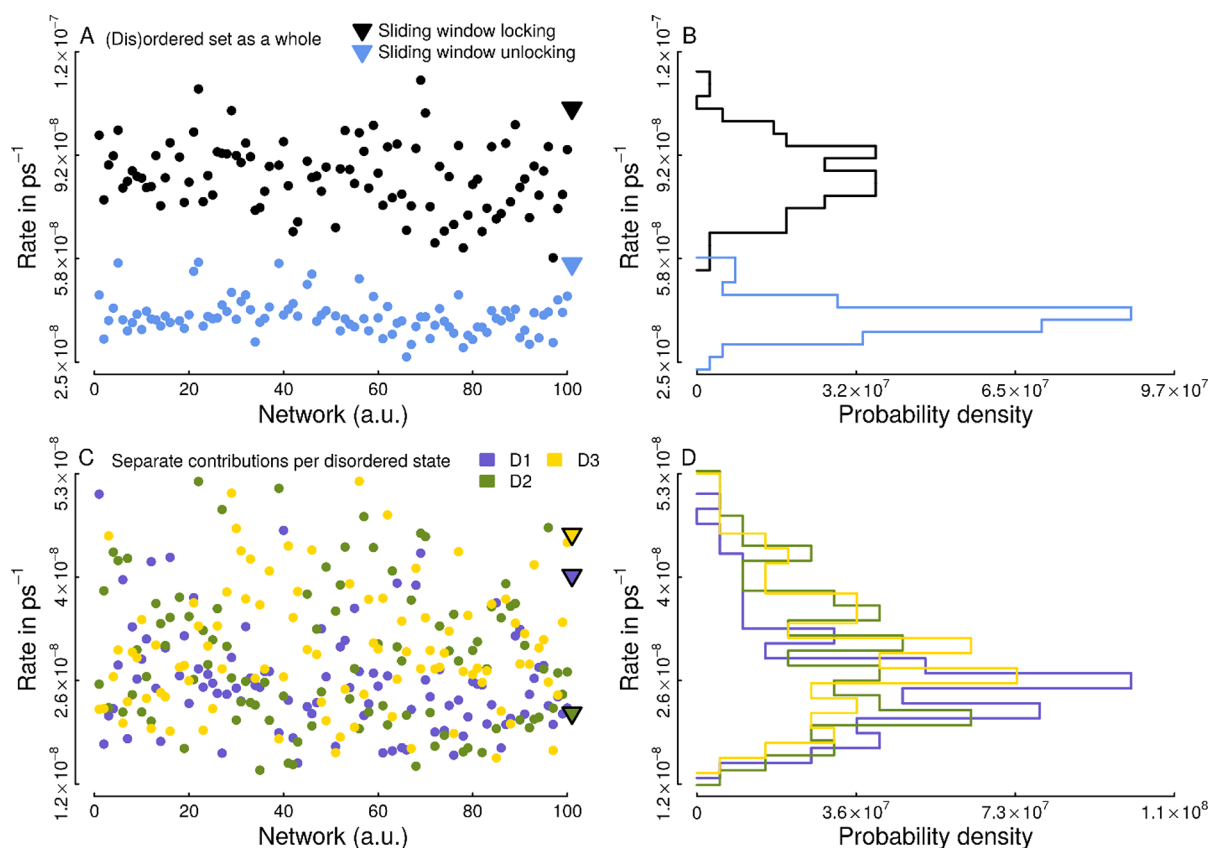 A (Dis)ordered set as a whole
Sliding window locking
Sliding window unlocking
Rate in ps⁻¹
1.2×10⁻⁷
9.2×10⁻⁸
5.8×10⁻⁸
2.5×10⁻⁸
0 20 40 60 80 100
Network (a.u.)
B
Rate in ps⁻¹
1.2×10⁻⁷
9.2×10⁻⁸
5.8×10⁻⁸
2.5×10⁻⁸
0 3.2×10⁷ 6.5×10⁷ 9.7×10⁷
Probability density
C Separate contributions per disordered state
D1 D3
D2
Rate in ps⁻¹
5.3×10⁻⁸
4×10⁻⁸
2.6×10⁻⁸
1.2×10⁻⁸
0 20 40 60 80 100
Network (a.u.)
D
Rate in ps⁻¹
5.3×10⁻⁸
4×10⁻⁸
2.6×10⁻⁸
1.2×10⁻⁸
0 3.6×10⁷ 7.3×10⁷ 1.1×10⁸
Probability density